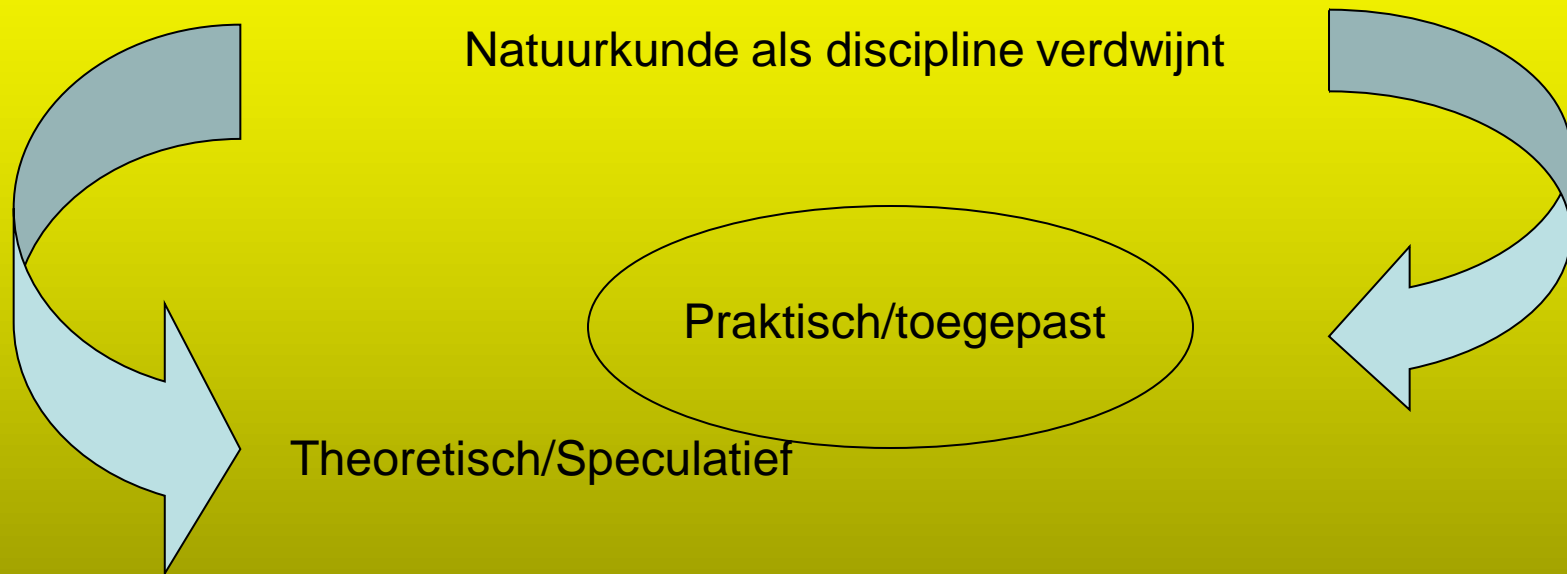 Natuurkunde als discipline verdwijnt
Praktisch/toegepast
Theoretisch/Speculatief